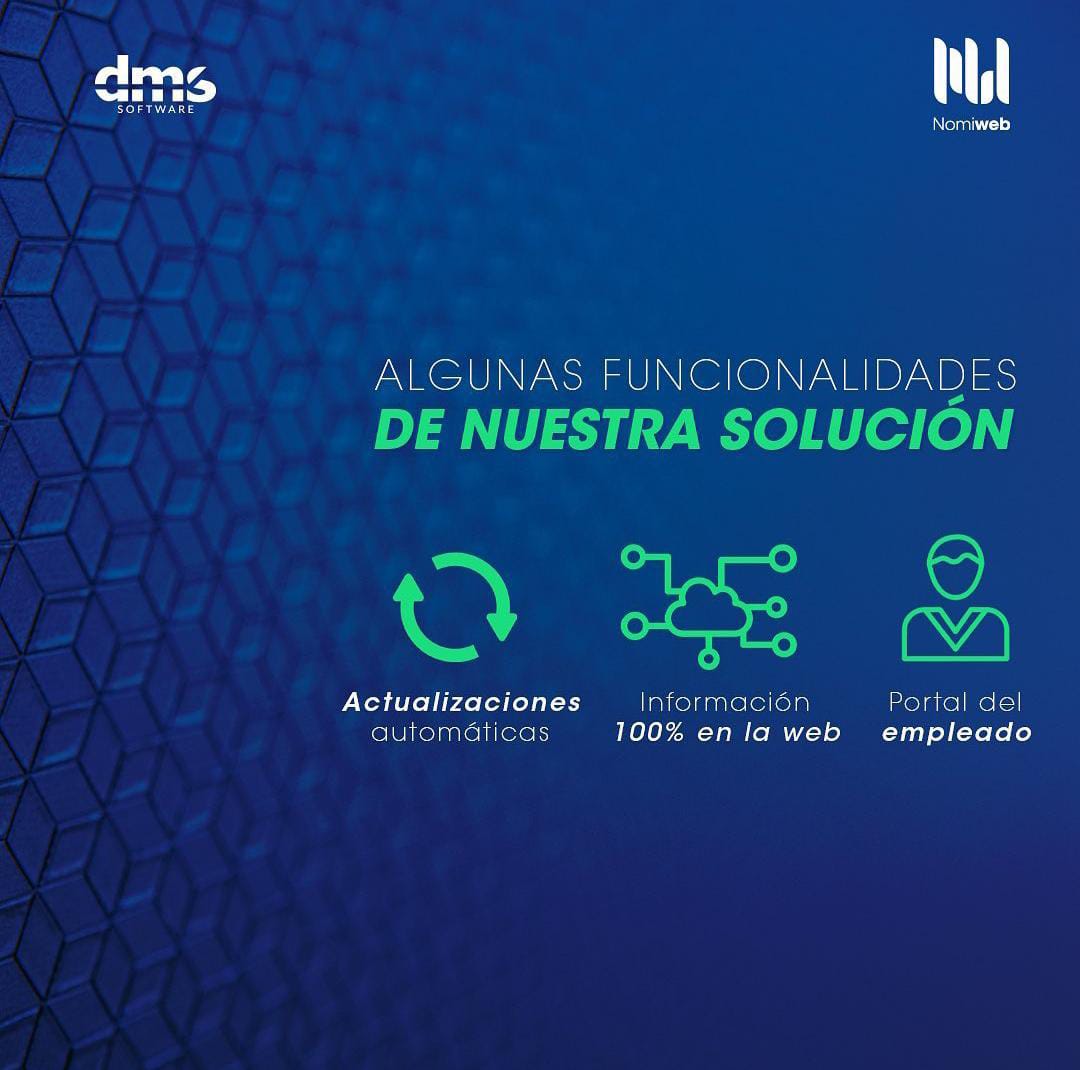 dms
SOFTWARE
Nomiweb
ALGUNAS FUNCIONALIDADES
DE NUESTRA SOLUCIÓN
Actualizaciones
automáticas
Información
100% en la web
Portal del
empleado